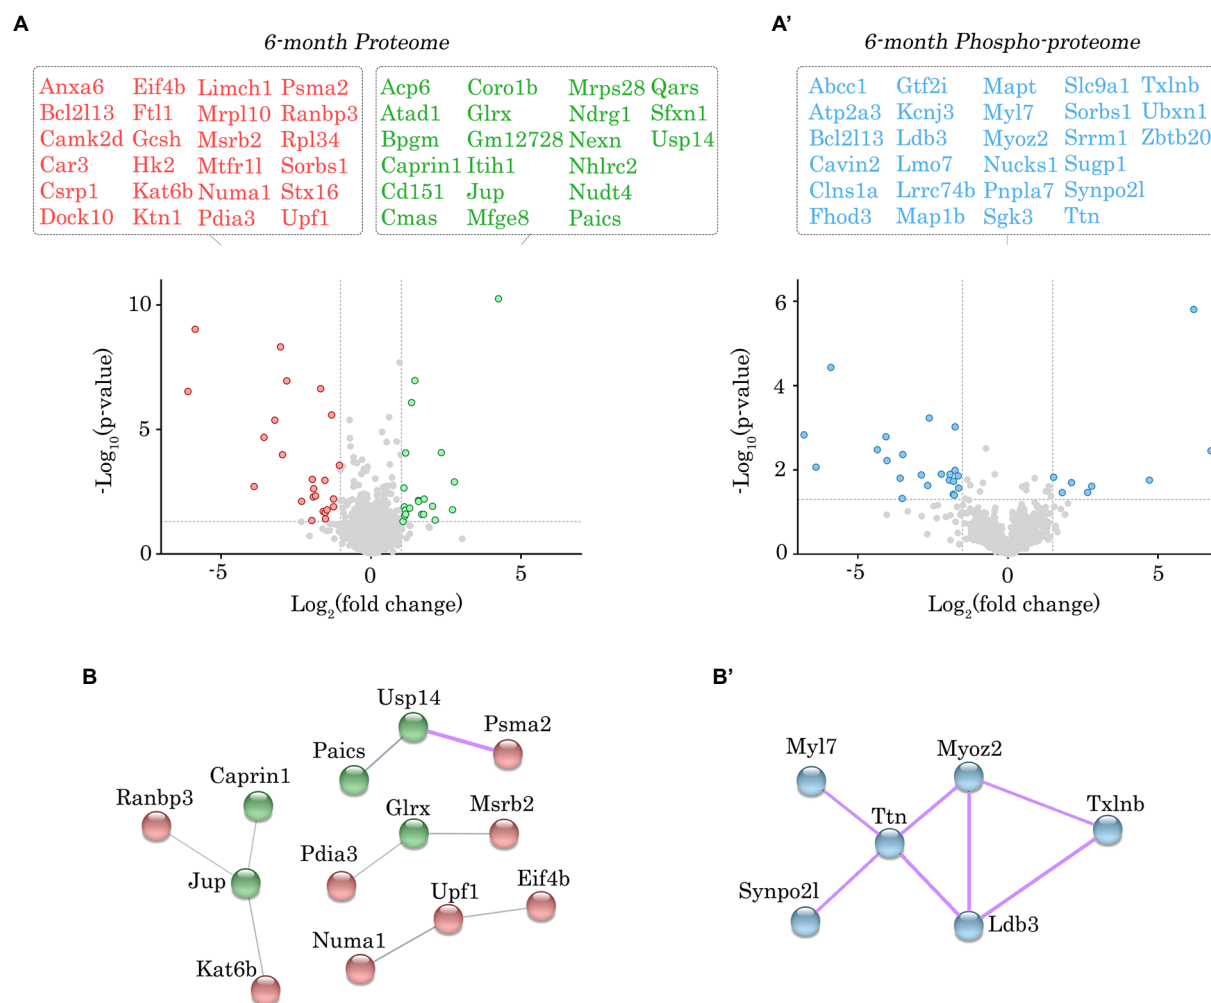 A
A'
6-month Proteome
6-month Phospho-proteome
Anxa6 Eif4b Limch1 Psma2
Bcl2l13 Ftl1 Mrpl10 Ranbp3
Camk2d Gcsh Msrb2 Rpl34
Car3 Hk2 Mtfr1l Sorbs1
Csrp1 Kat6b Numa1 Stx16
Dock10 Ktn1 Pdia3 Upf1
Acp6 Coro1b Mrps28 Qars
Atad1 Glrx Ndrg1 Sfxn1
Bpgm Gm12728 Nexn Usp14
Caprin1 Itih1 Nhlrc2
Cd151 Jup Nudt4
Cmas Mfge8 Paics
Abcc1 Gtf2i Mapt Slc9a1 Txlnb
Atp2a3 Kcnj3 Myl7 Sorbs1 Ubxn1
Bcl2l13 Ldb3 Myoz2 Srrm1 Zbtb20
Cavin2 Lmo7 Nucks1 Sugp1
Clns1a Lrrc74b Pnpla7 Synpo2l
Fhod3 Map1b Sgk3 Ttn
10
5
0
-Log10(p-value)
-5 0 5
Log2(fold change)
6
4
2
0
-Log10(p-value)
-5 0 5
Log2(fold change)
B
Usp14
Psma2
Paics
Caprin1
Ranbp3
Glrx
Msrb2
Pdia3
Jup
Upf1
Eif4b
Numa1
Kat6b
B'
Myl7
Myoz2
Txlnb
Ttn
Synpo2l
Ldb3